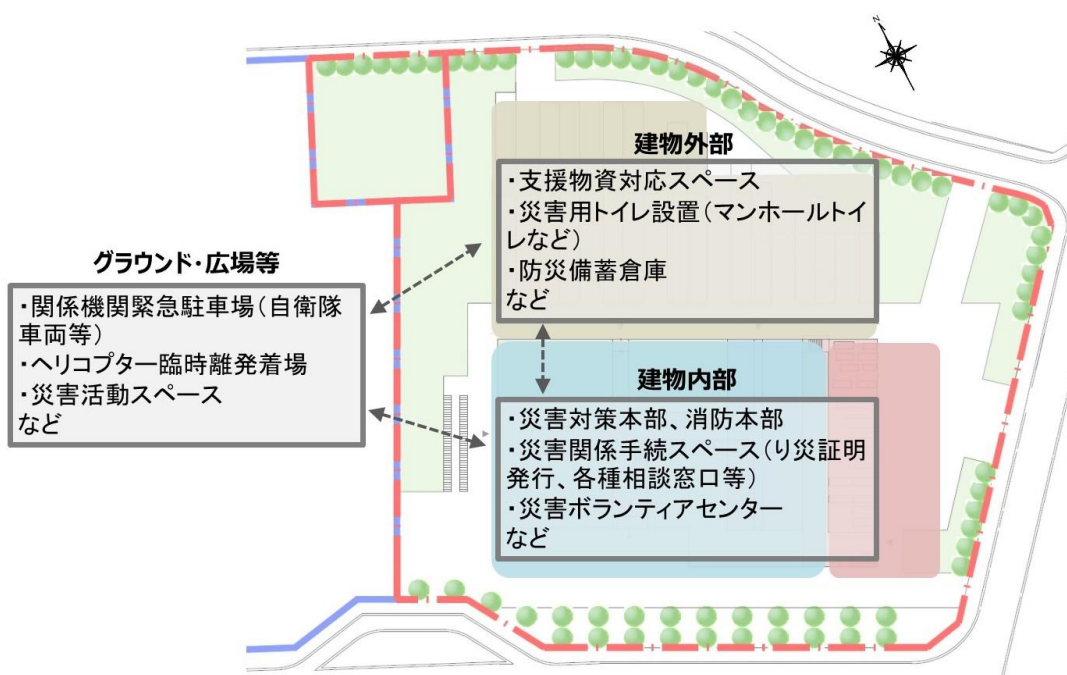 N
建物外部
・支援物資対応スペース
・災害用トイレ設置(マンホールトイ
レなど)
・防災備蓄倉庫
など
グラウンド・広場等
・関係機関緊急駐車場(自衛隊
車両等)
・ヘリコプター臨時離発着場
・災害活動スペース
など
建物内部
・災害対策本部、消防本部
・災害関係手続スペース(り災証明
発行、各種相談窓口等)
・災害ボランティアセンター
など